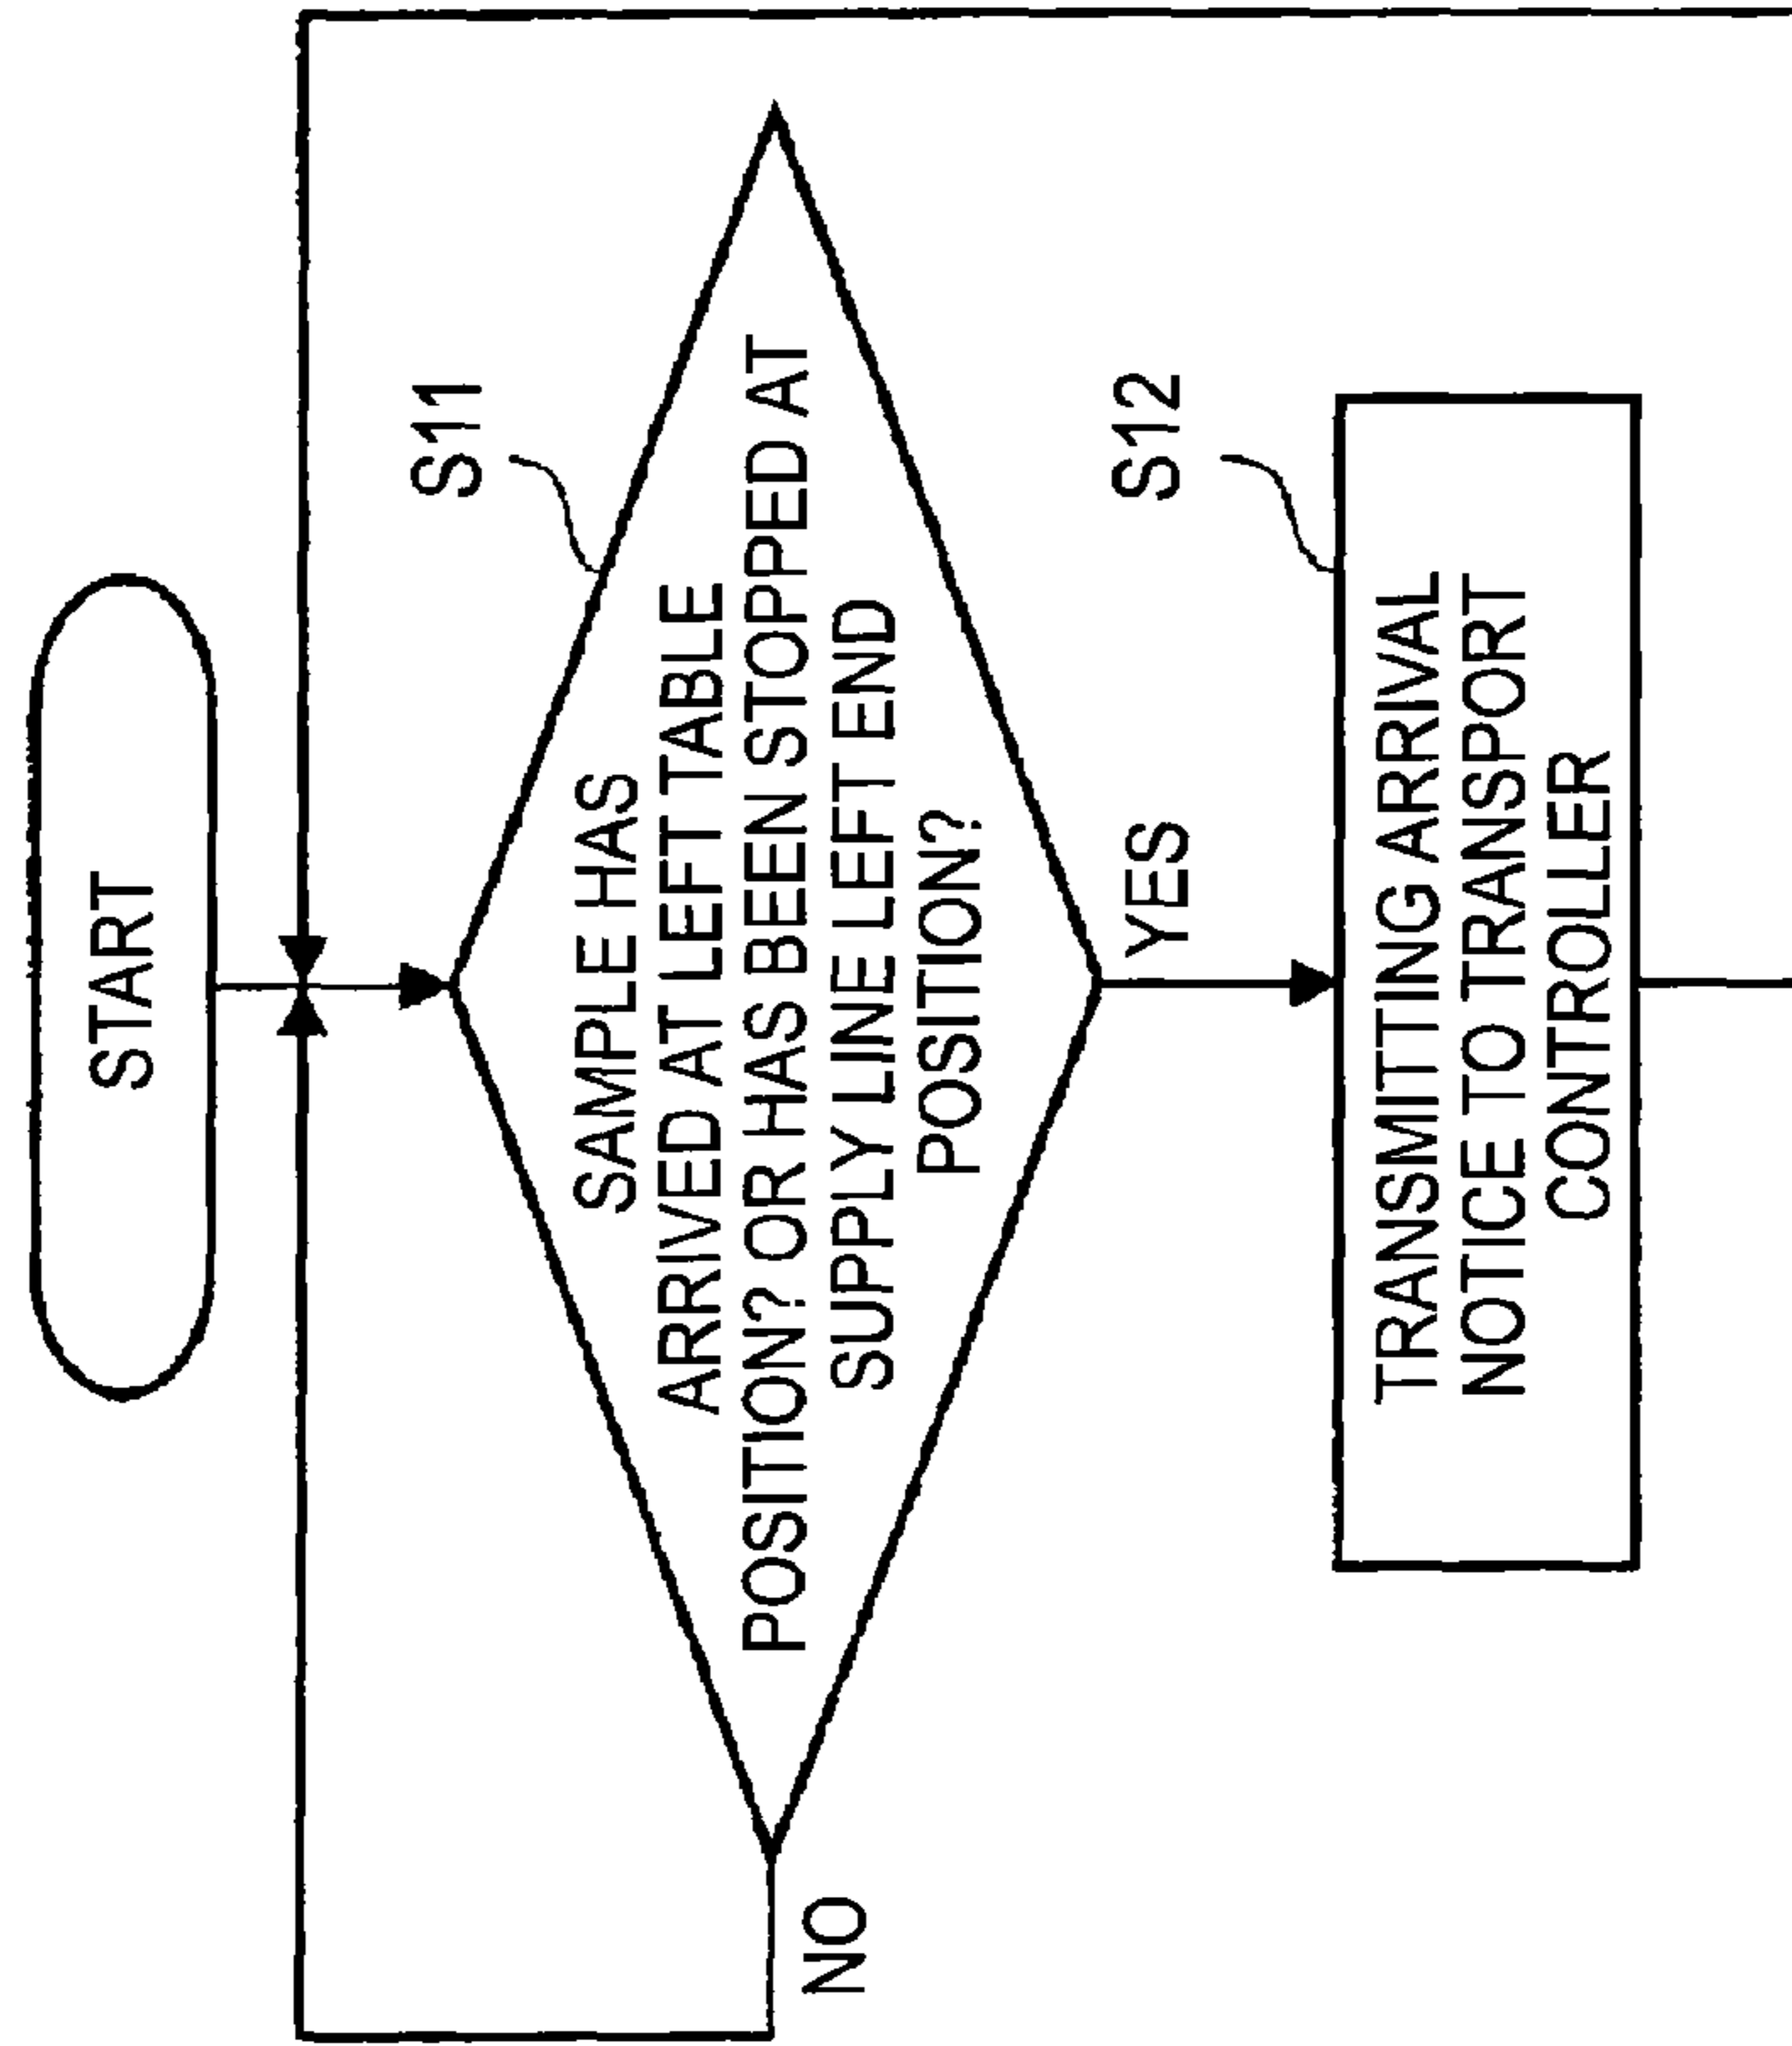 START
S11
SAMPLE HAS
ARRIVED AT LEFT TABLE
POSITION? OR HAS BEEN STOPPED AT
SUPPLY LINE LEFT END
POSITION?
NO
YES
S12
TRANSMITTING ARRIVAL
NOTICE TO TRANSPORT
CONTROLLER